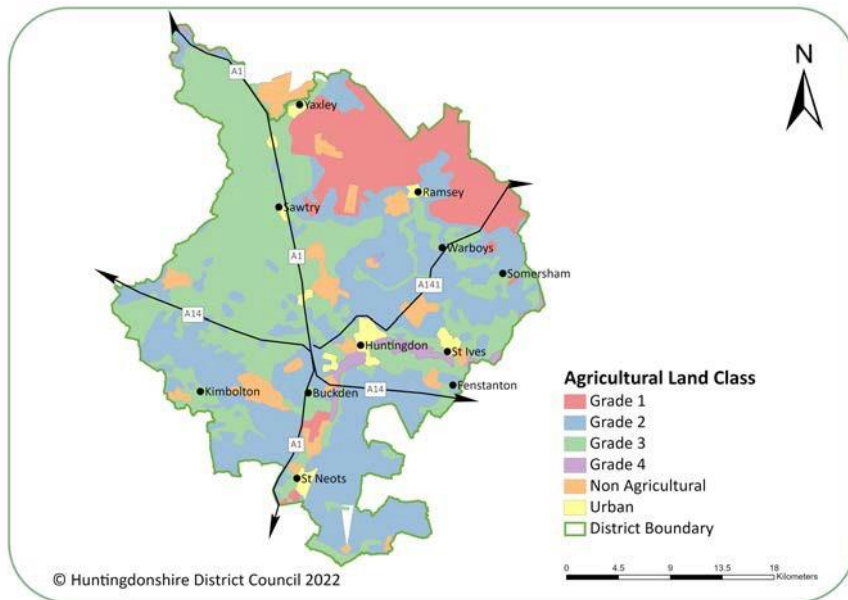 N
A1
Yaxley
Ramsey
Sawtry
Warboys
A1
Somersham
A141
A14
Huntingdon
St Ives
Kimbolton
Buckden
A14
Fenstanton
A1
St Neots
Agricultural Land Class
Grade 1
Grade 2
Grade 3
Grade 4
Non Agricultural
Urban
District Boundary
0 4.5 9 13.5 18
Kilometers
© Huntingdonshire District Council 2022